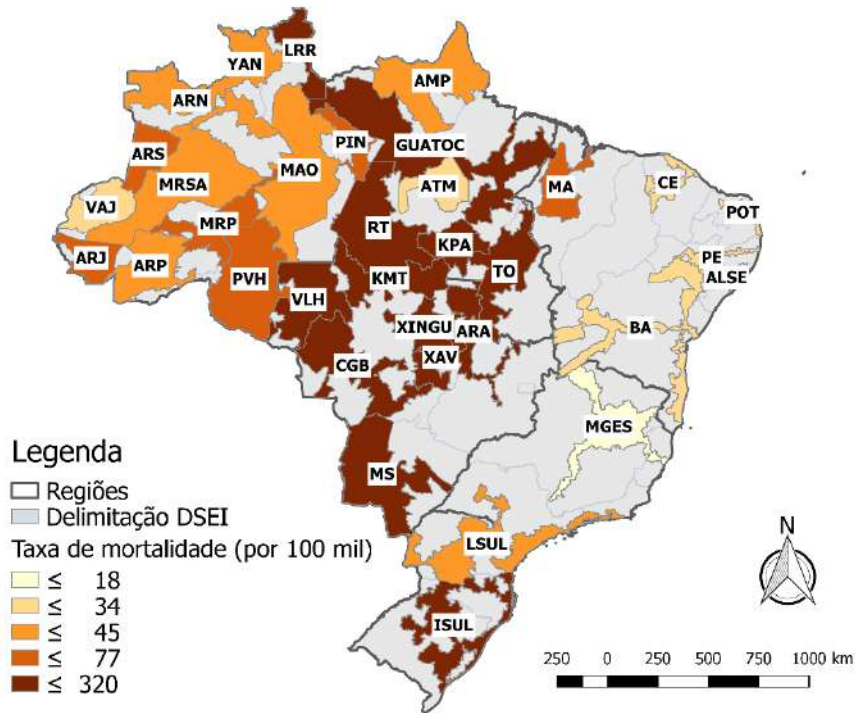 LRR
YAN
AMP
ARN
ARS
PIN
GUATOC
MAO
MRSA
ATM
MA
CE
VAJ
POT
MRP
RT
KPA
PE
ARJ
ARP
PVH
KMT
TO
ALSE
VLH
XINGU
ARA
BA
CGB
XAV
MGES
MS
LSUL
ISUL
Legenda
Regiões
Delimitação DSEI
Taxa de mortalidade (por 100 mil)
≤ 18
≤ 34
≤ 45
≤ 77
≤ 320
N
250 0 250 500 750 1000 km